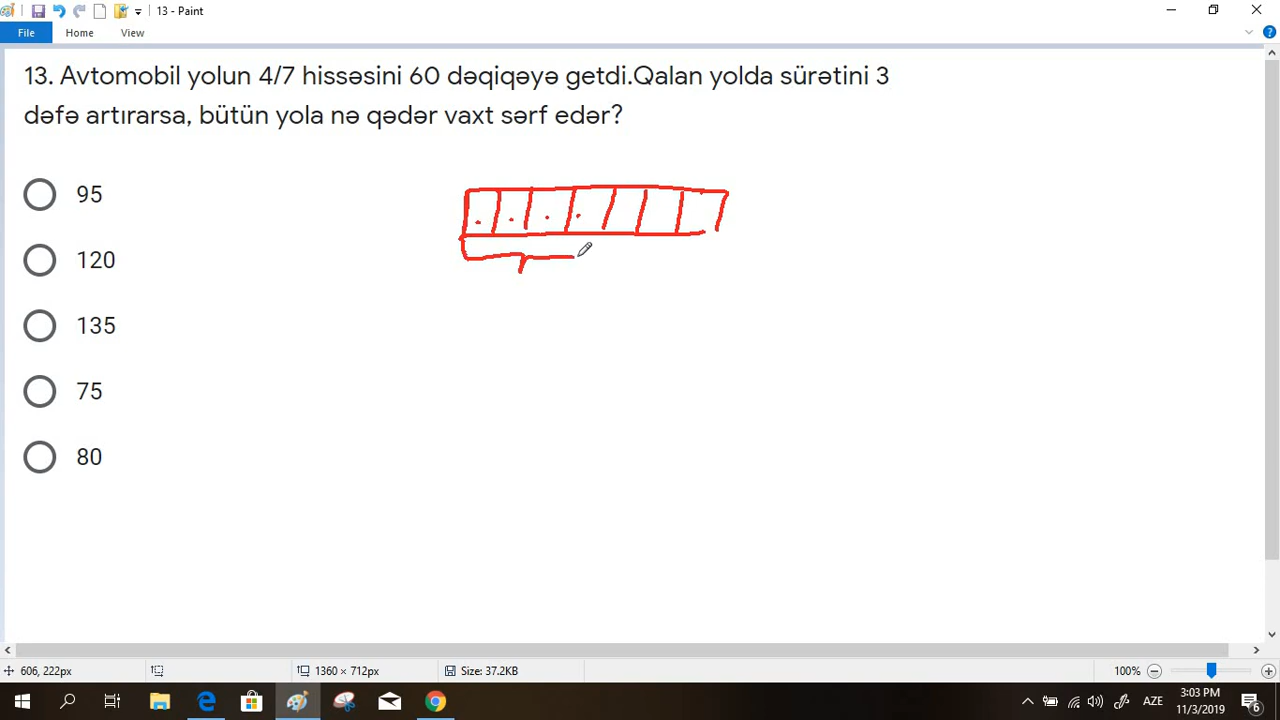 13 - Paint
File Home View
13. Avtomobil yolun 4/7 hissəsini 60 dəqiqəyə getdi.Qalan yolda sürətini 3
dəfə artırarsa, bütün yola nə qədər vaxt sərf edər?
95
120
135
75
80
606, 222px 1360 × 712px Size: 37.2KB 100%
AZE 3:03 PM
11/3/2019 6